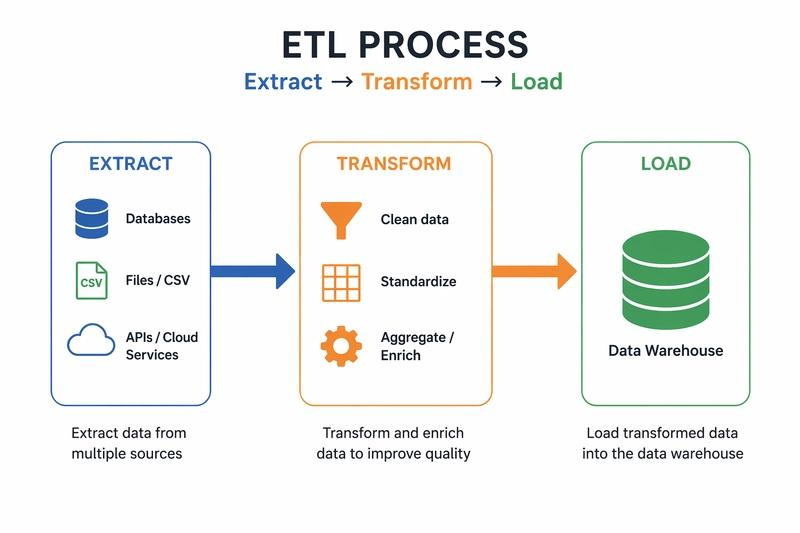 ETL PROCESS
Extract → Transform → Load
EXTRACT
Databases
CSV
Files / CSV
APIs / Cloud
Services
Extract data from
multiple sources
TRANSFORM
Clean data
Standardize
Aggregate /
Enrich
Transform and enrich
data to improve quality
LOAD
Data Warehouse
Load transformed data
into the data warehouse